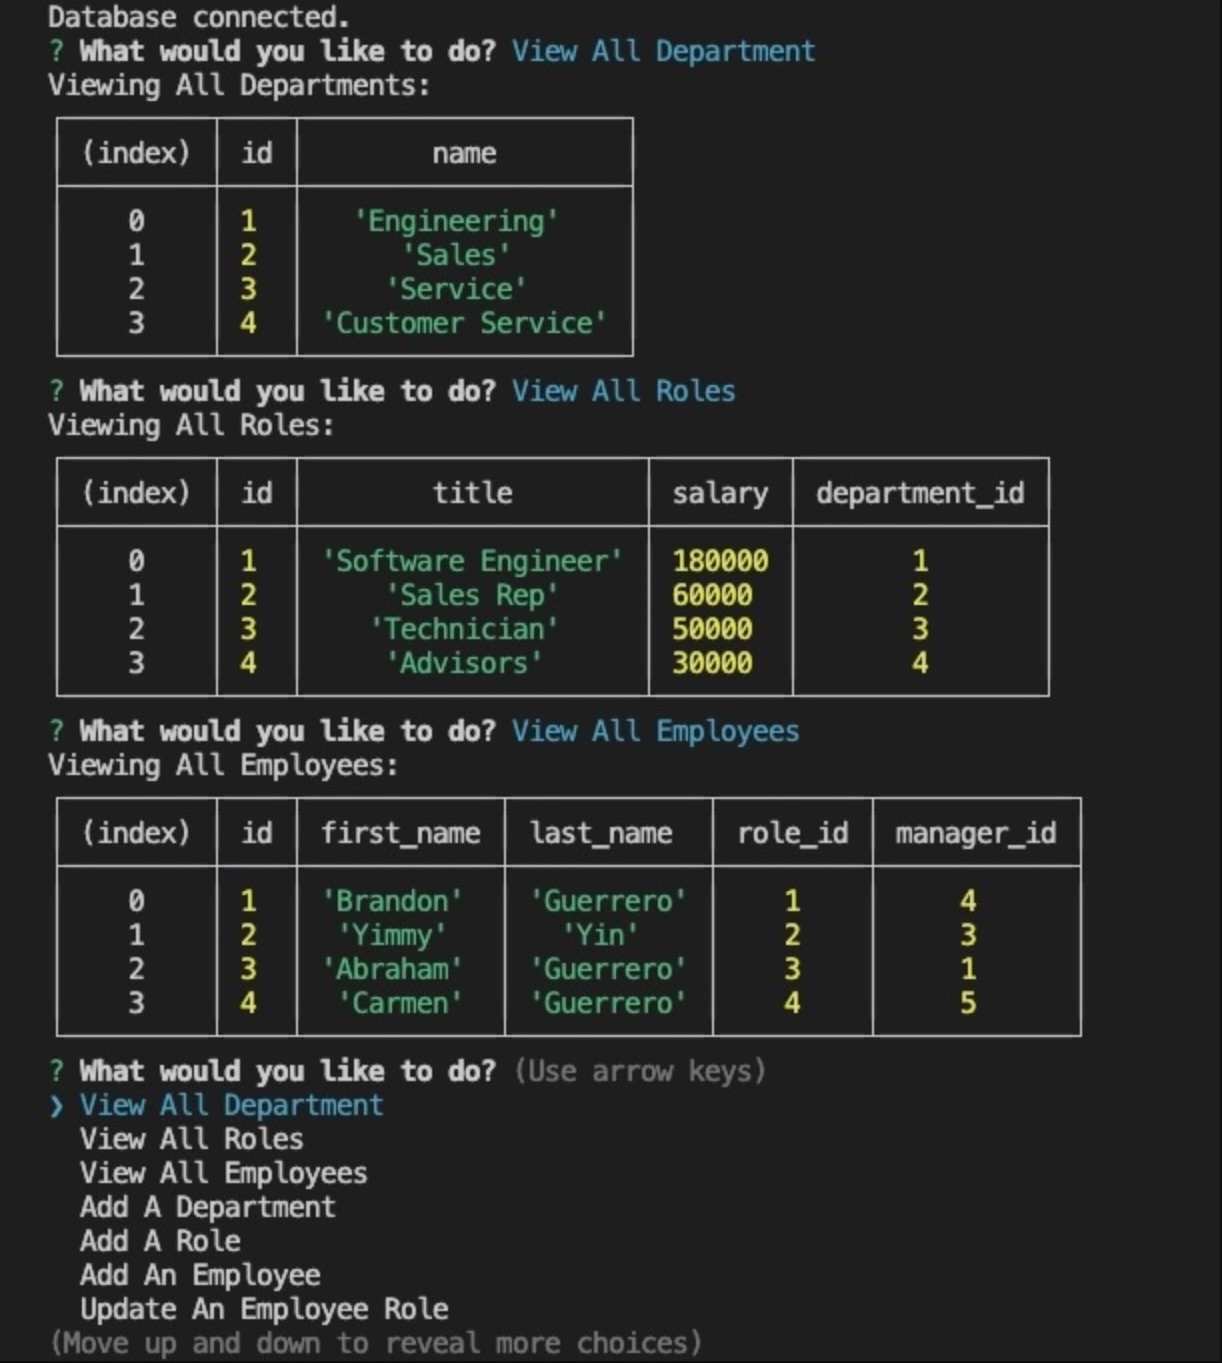 Database connected.
? What would you like to do? View All Department
Viewing All Departments:
(index) id name
0 1 'Engineering'
1 2 'Sales'
2 3 'Service'
3 4 'Customer Service'
? What would you like to do? View All Roles
Viewing All Roles:
(index) id title salary department_id
0 1 'Software Engineer' 180000 1
1 2 'Sales Rep' 60000 2
2 3 'Technician' 50000 3
3 4 'Advisors' 30000 4
? What would you like to do? View All Employees
Viewing All Employees:
(index) id first_name last_name role_id manager_id
0 1 'Brandon' 'Guerrero' 1 4
1 2 'Yimmy' 'Yin' 2 3
2 3 'Abraham' 'Guerrero' 3 1
3 4 'Carmen' 'Guerrero' 4 5
? What would you like to do? (Use arrow keys)
❯ View All Department
View All Roles
View All Employees
Add A Department
Add A Role
Add An Employee
Update An Employee Role
(Move up and down to reveal more choices)